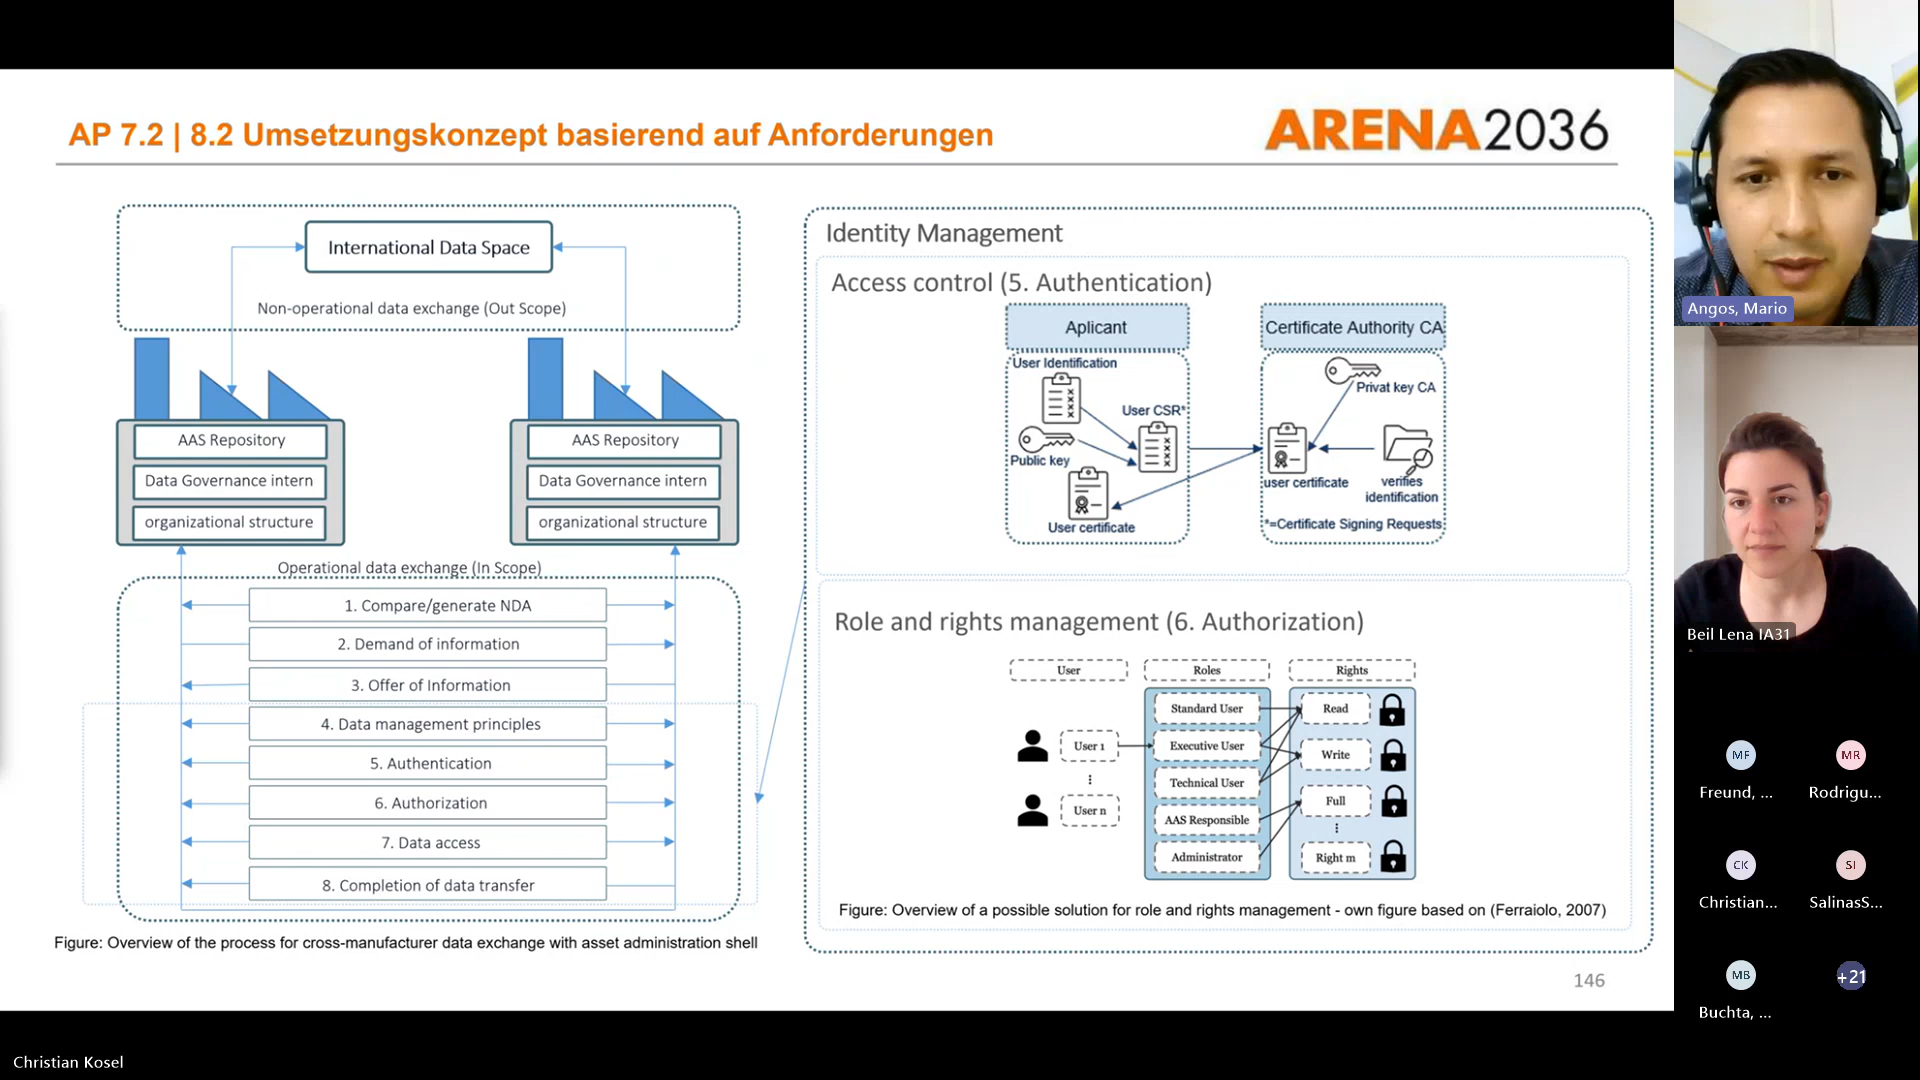 AP 7.2 | 8.2 Umsetzungskonzept basierend auf Anforderungen
ARENA2036
International Data Space
Non-operational data exchange (Out Scope)
AAS Repository
Data Governance intern
organizational structure
AAS Repository
Data Governance intern
organizational structure
Operational data exchange (In Scope)
1. Compare/generate NDA
2. Demand of information
3. Offer of Information
4. Data management principles
5. Authentication
6. Authorization
7. Data access
8. Completion of data transfer
Figure: Overview of the process for cross-manufacturer data exchange with asset administration shell
Identity Management
Access control (5. Authentication)
Aplicant
User Identification
User CSR*
Public key
User certificate
Certificate Authority CA
Privat key CA
user certificate
verifies
identification
*=Certificate Signing Requests
Role and rights management (6. Authorization)
User
Roles
Rights
User 1
⋮
User n
Standard User
Executive User
Technical User
AAS Responsible
Administrator
Read
Write
Full
⋮
Right m
Figure: Overview of a possible solution for role and rights management - own figure based on (Ferraiolo, 2007)
146
Angos, Mario
Beil Lena IA31
MF
Freund, ...
MR
Rodrigu...
CK
Christian...
SI
SalinasS...
MB
Buchta, ...
+21
Christian Kosel